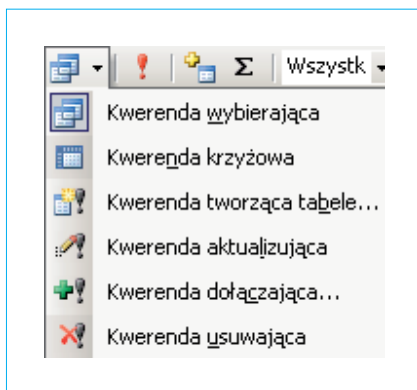 Σ Wszystk
Kwerenda wybierająca
Kwerenda krzyżowa
Kwerenda tworząca tabele...
Kwerenda aktualizująca
Kwerenda dołączająca...
Kwerenda usuwająca